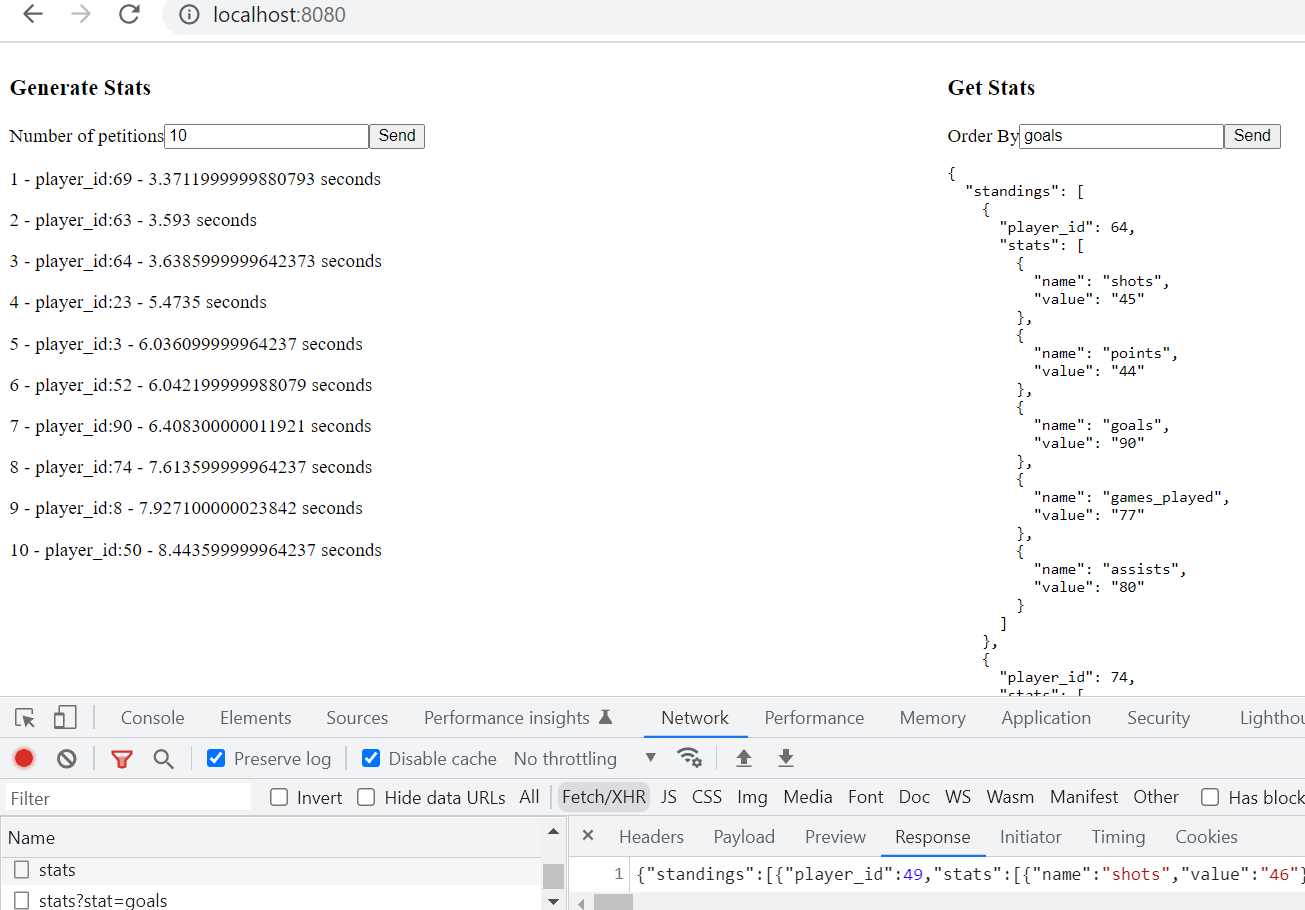 localhost:8080
Generate Stats
Number of petitions 10 Send
1 - player_id:69 - 3.3711999999880793 seconds
2 - player_id:63 - 3.593 seconds
3 - player_id:64 - 3.6385999999642373 seconds
4 - player_id:23 - 5.4735 seconds
5 - player_id:3 - 6.036099999964237 seconds
6 - player_id:52 - 6.042199999988079 seconds
7 - player_id:90 - 6.408300000011921 seconds
8 - player_id:74 - 7.613599999964237 seconds
9 - player_id:8 - 7.927100000023842 seconds
10 - player_id:50 - 8.443599999964237 seconds
Get Stats
Order By goals Send
{
"standings": [
{
"player_id": 64,
"stats": [
{
"name": "shots",
"value": "45"
},
{
"name": "points",
"value": "44"
},
{
"name": "goals",
"value": "90"
},
{
"name": "games_played",
"value": "77"
},
{
"name": "assists",
"value": "80"
}
]
},
{
"player_id": 74,
"stats": [
Console Elements Sources Performance insights Network Performance Memory Application Security Lighthou
Preserve log Disable cache No throttling
Filter Invert Hide data URLs All Fetch/XHR JS CSS Img Media Font Doc WS Wasm Manifest Other Has block
Name
stats
stats?stat=goals
× Headers Payload Preview Response Initiator Timing Cookies
1 {"standings":[{"player_id":49,"stats":[{"name":"shots","value":"46"}